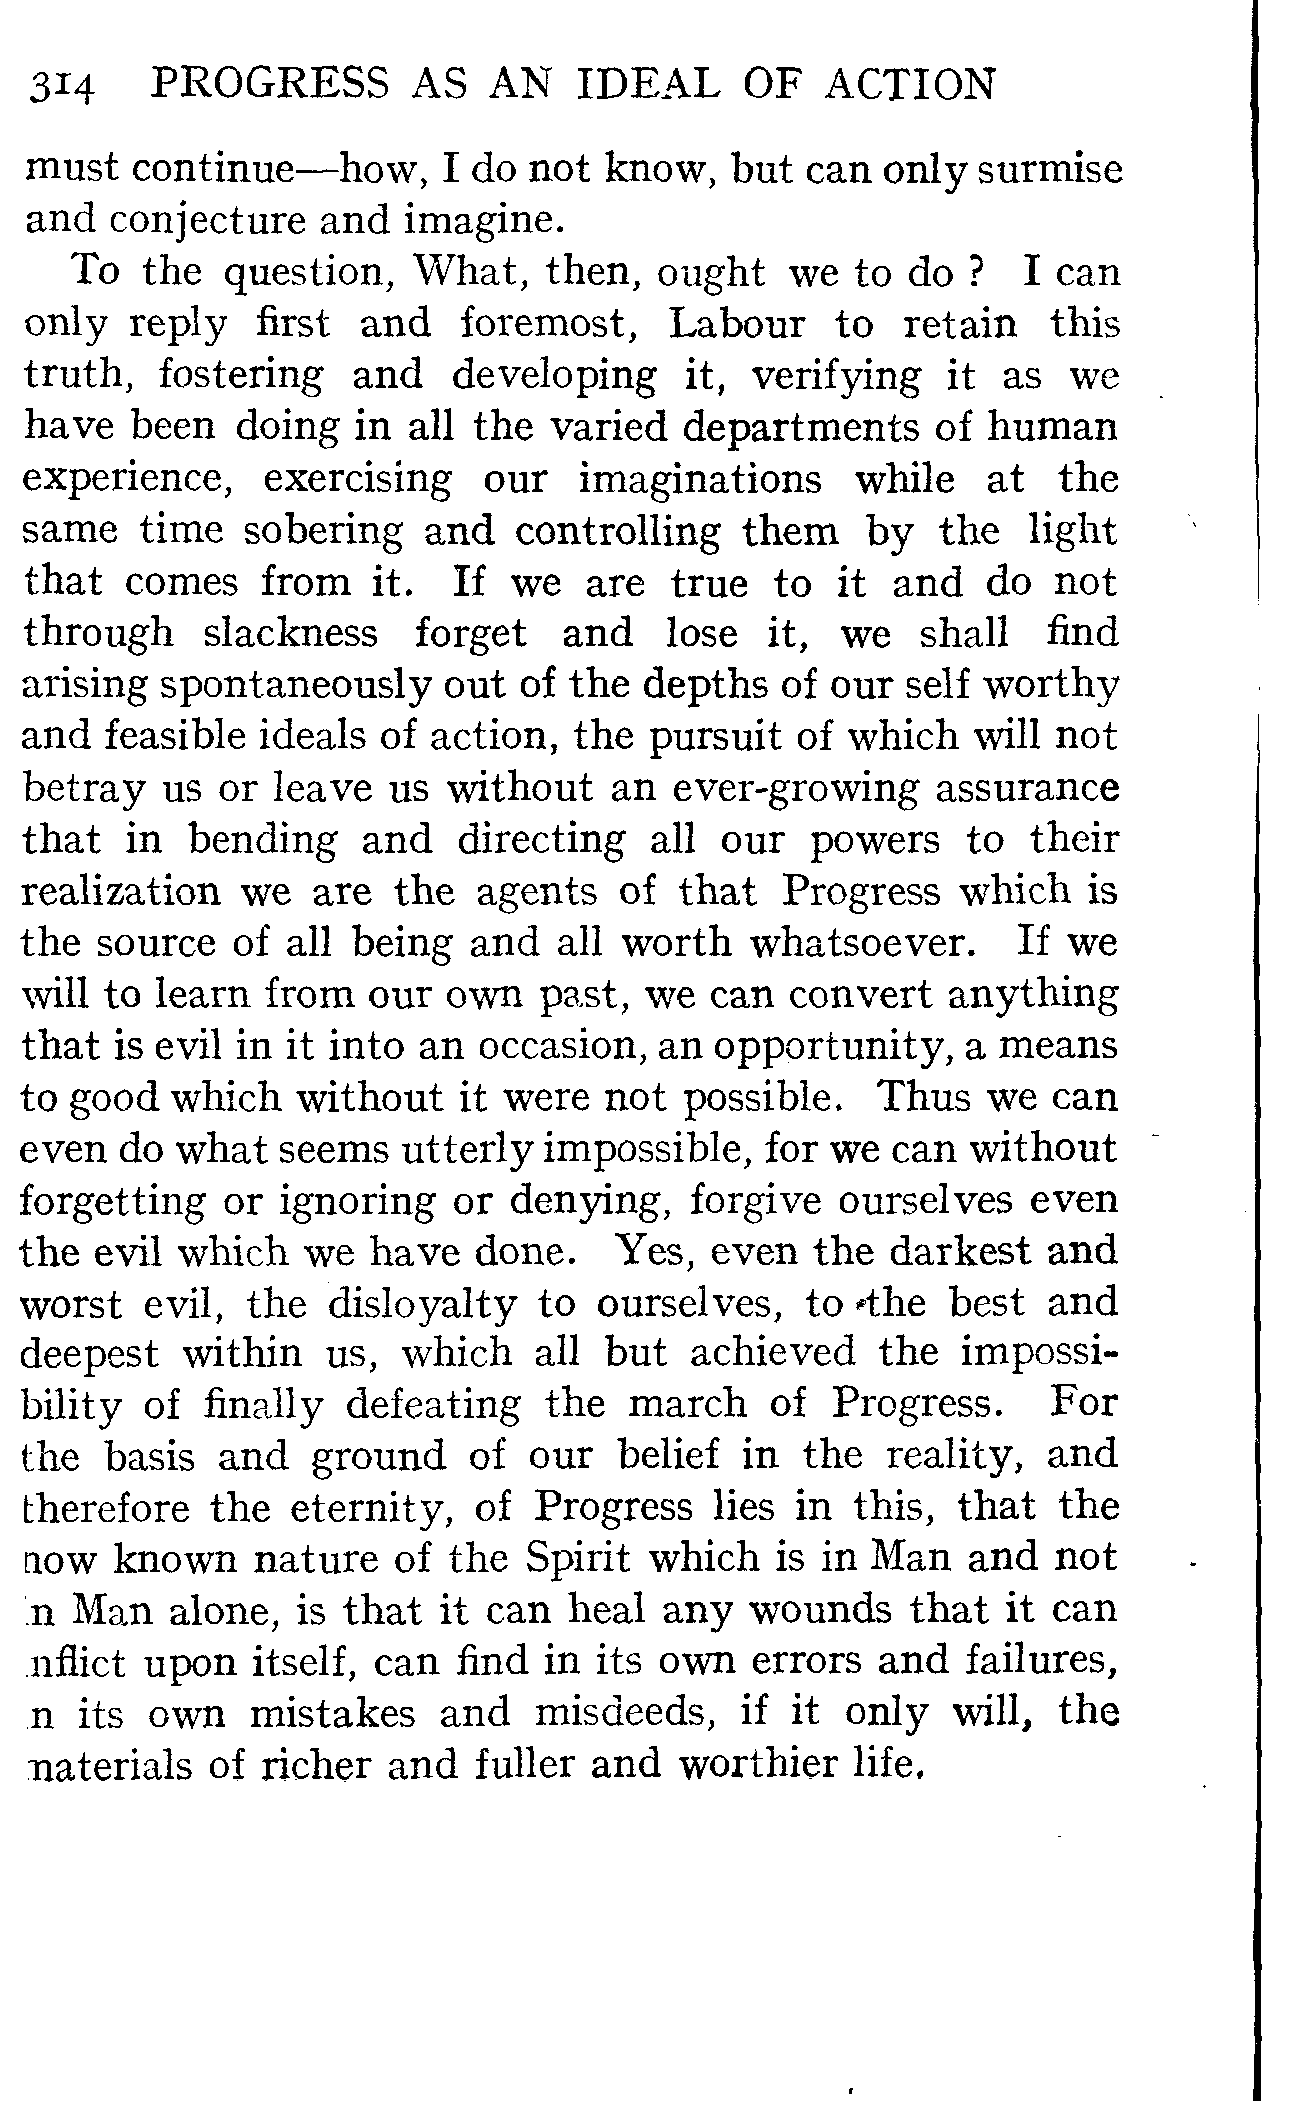 314 PROGRESS AS AN IDEAL OF ACTION
must continue—how, I do not know, but can only surmise
and conjecture and imagine.
To the question, What, then, ought we to do ? I can
only reply first and foremost, Labour to retain this
truth, fostering and developing it, verifying it as we
have been doing in all the varied departments of human
experience, exercising our imaginations while at the
same time sobering and controlling them by the light
that comes from it. If we are true to it and do not
through slackness forget and lose it, we shall find
arising spontaneously out of the depths of our self worthy
and feasible ideals of action, the pursuit of which will not
betray us or leave us without an ever-growing assurance
that in bending and directing all our powers to their
realization we are the agents of that Progress which is
the source of all being and all worth whatsoever. If we
will to learn from our own past, we can convert anything
that is evil in it into an occasion, an opportunity, a means
to good which without it were not possible. Thus we can
even do what seems utterly impossible, for we can without
forgetting or ignoring or denying, forgive ourselves even
the evil which we have done. Yes, even the darkest and
worst evil, the disloyalty to ourselves, to the best and
deepest within us, which all but achieved the impossi-
bility of finally defeating the march of Progress. For
the basis and ground of our belief in the reality, and
therefore the eternity, of Progress lies in this, that the
now known nature of the Spirit which is in Man and not
in Man alone, is that it can heal any wounds that it can
inflict upon itself, can find in its own errors and failures,
in its own mistakes and misdeeds, if it only will, the
materials of richer and fuller and worthier life.